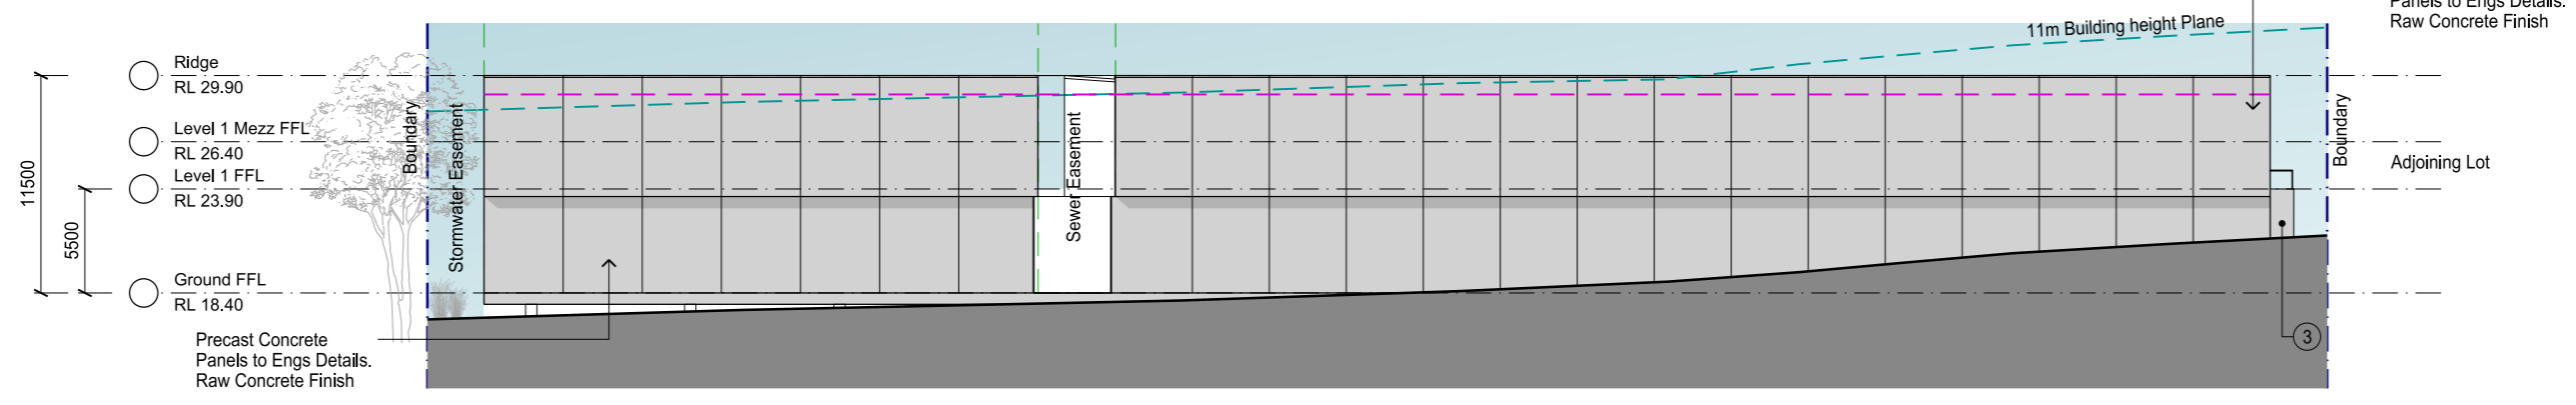 Panels to Engs Details.
Raw Concrete Finish
11m Building height Plane
Ridge
RL 29.90
Level 1 Mezz FFL
RL 26.40
Level 1 FFL
RL 23.90
Ground FFL
RL 18.40
11500
5500
Boundary
Stormwater Easement
Sewer Easement
Boundary
Adjoining Lot
Precast Concrete
Panels to Engs Details.
Raw Concrete Finish
3